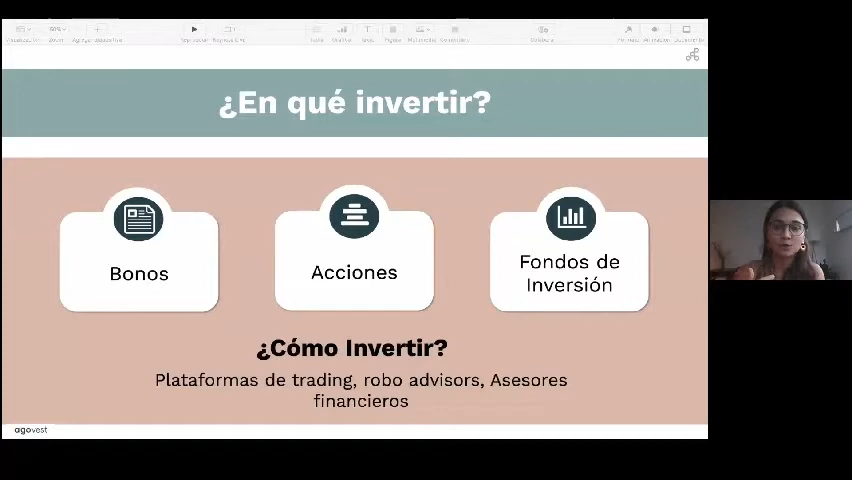 ¿En qué invertir?
Bonos
Acciones
Fondos de
Inversión
¿Cómo Invertir?
Plataformas de trading, robo advisors, Asesores
financieros
agovest